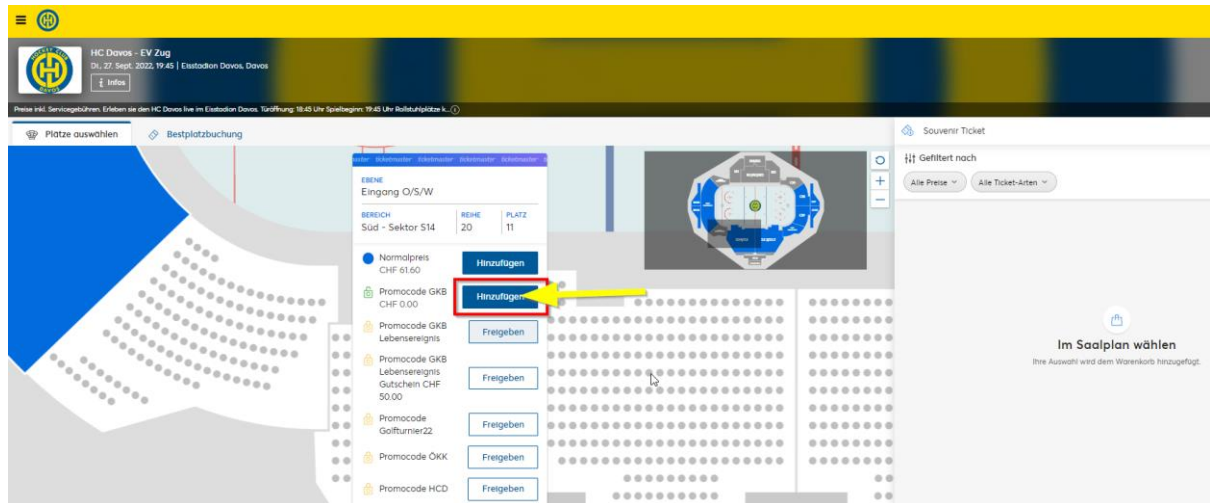 HC Davos - EV Zug
Di., 27. Sept. 2022, 19:45 | Eisstadion Davos, Davos
Infos
Preise inkl. Servicegebühren. Erleben sie den HC Davos live im Eisstadion Davos. Türöffnung: 18:45 Uhr Spielbeginn: 19:45 Uhr Rollstuhlplätze k...
Plätze auswählen
Bestplatzbuchung
Souvenir Ticket
Gefiltert nach
Alle Preise
Alle Ticket-Arten
ticketmaster ticketmaster ticketmaster
EBENE
Eingang O/S/W
BEREICH REIHE PLATZ
Süd - Sektor S14 20 11
Normalpreis
CHF 61.60
Hinzufügen
Promocode GKB
CHF 0.00
Hinzufügen
Promocode GKB
Lebensereignis
Freigeben
Promocode GKB
Lebensereignis
Gutschein CHF
50.00
Freigeben
Promocode
Golfturnier22
Freigeben
Promocode ÖKK
Freigeben
Promocode HCD
Freigeben
Im Saalplan wählen
Ihre Auswahl wird dem Warenkorb hinzugefügt.